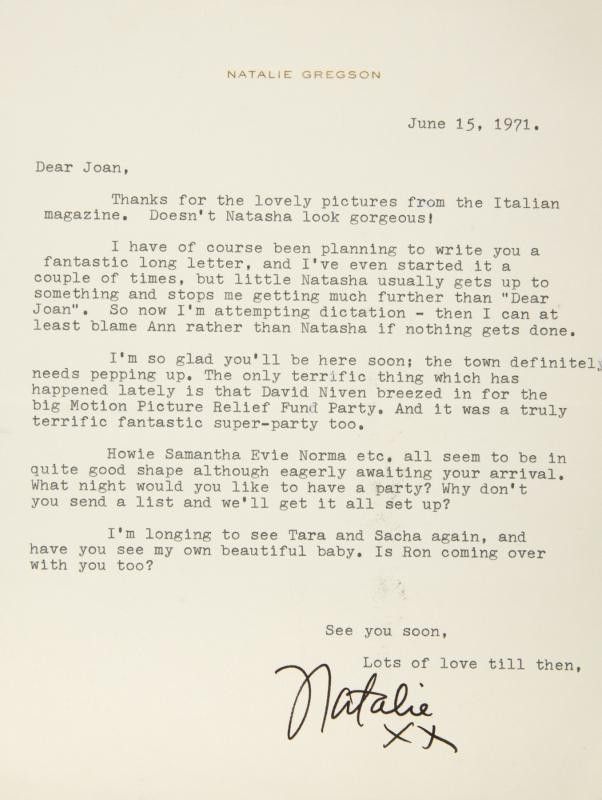 NATALIE GREGSON
June 15, 1971.
Dear Joan,
Thanks for the lovely pictures from the Italian
magazine. Doesn't Natasha look gorgeous!
I have of course been planning to write you a
fantastic long letter, and I've even started it a
couple of times, but little Natasha usually gets up to
something and stops me getting much further than "Dear
Joan". So now I'm attempting dictation - then I can at
least blame Ann rather than Natasha if nothing gets done.
I'm so glad you'll be here soon; the town definitely
needs pepping up. The only terrific thing which has
happened lately is that David Niven breezed in for the
big Motion Picture Relief Fund Party. And it was a truly
terrific fantastic super-party too.
Howie Samantha Evie Norma etc. all seem to be in
quite good shape although eagerly awaiting your arrival.
What night would you like to have a party? Why don't
you send a list and we'll get it all set up?
I'm longing to see Tara and Sacha again, and
have you see my own beautiful baby. Is Ron coming over
with you too?
See you soon,
Lots of love till then,
Natalie
xx